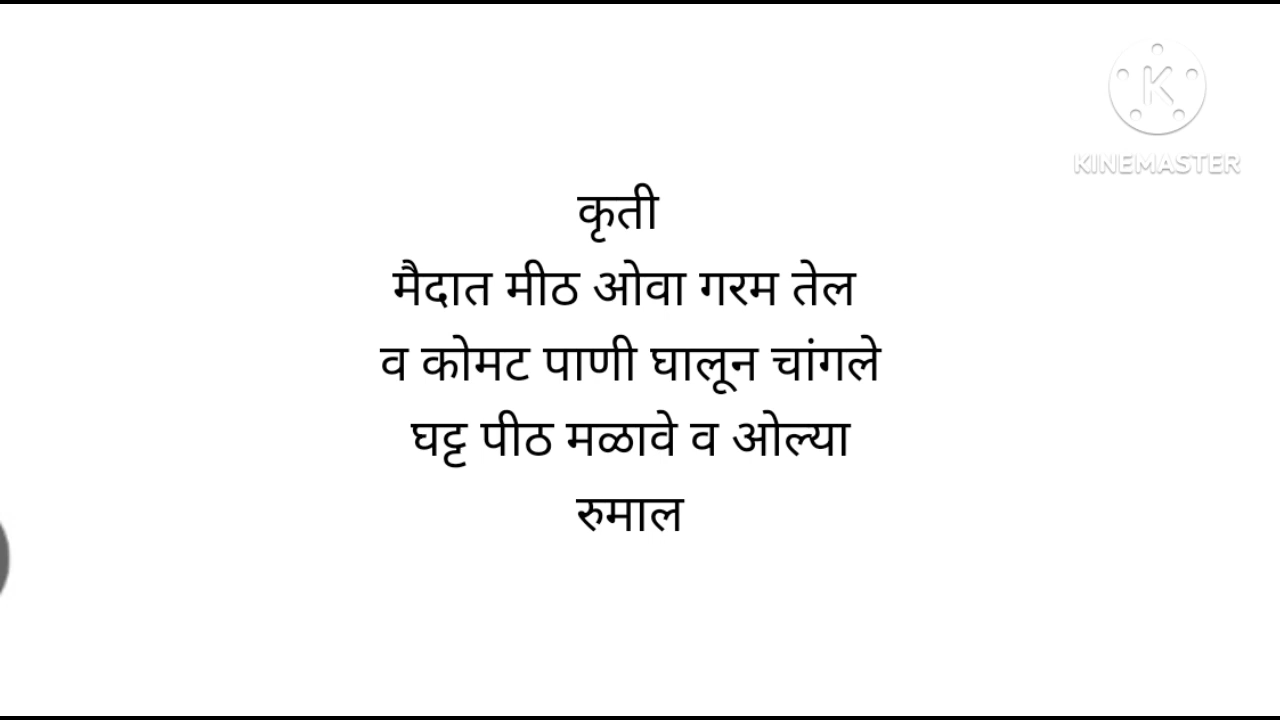 KINEMASTER
कृती
मैदात मीठ ओवा गरम तेल
व कोमट पाणी घालून चांगले
घट्ट पीठ मळावे व ओल्या
रुमाल